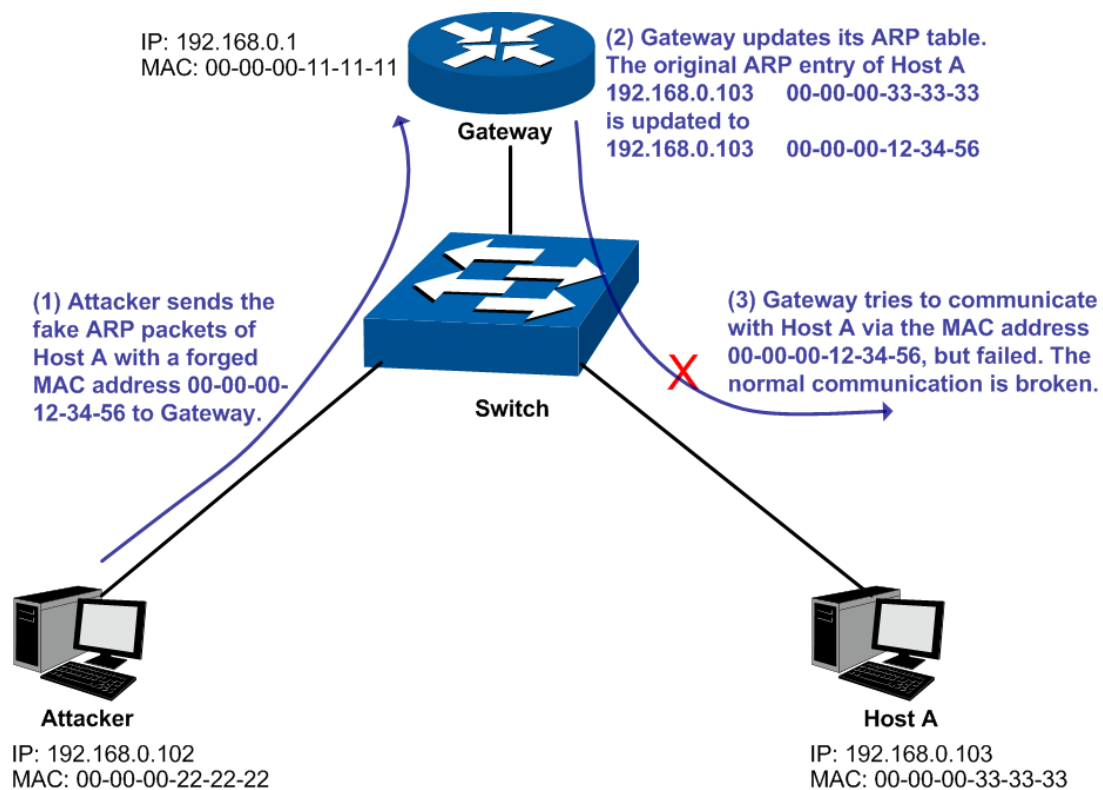 IP: 192.168.0.1
MAC: 00-00-00-11-11-11
Gateway
(2) Gateway updates its ARP table.
The original ARP entry of Host A
192.168.0.103 00-00-00-33-33-33
is updated to
192.168.0.103 00-00-00-12-34-56
(1) Attacker sends the
fake ARP packets of
Host A with a forged
MAC address 00-00-00-
12-34-56 to Gateway.
Switch
(3) Gateway tries to communicate
with Host A via the MAC address
00-00-00-12-34-56, but failed. The
normal communication is broken.
X
Attacker
IP: 192.168.0.102
MAC: 00-00-00-22-22-22
Host A
IP: 192.168.0.103
MAC: 00-00-00-33-33-33